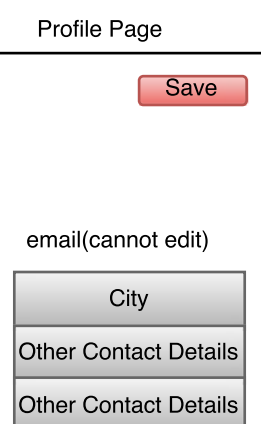 Profile Page
Save
email(cannot edit)
City
Other Contact Details
Other Contact Details